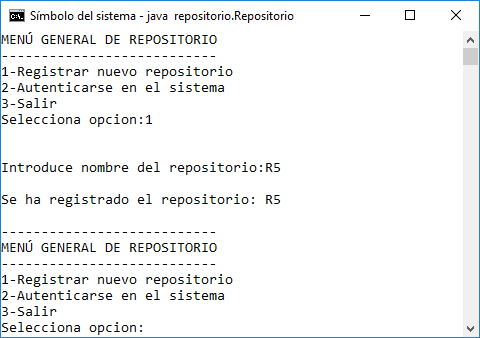 Símbolo del sistema - java repositorio.Repositorio
MENÚ GENERAL DE REPOSITORIO
---------------------------
1-Registrar nuevo repositorio
2-Autenticarse en el sistema
3-Salir
Selecciona opcion:1
Introduce nombre del repositorio:R5
Se ha registrado el repositorio: R5
---------------------------
MENÚ GENERAL DE REPOSITORIO
---------------------------
1-Registrar nuevo repositorio
2-Autenticarse en el sistema
3-Salir
Selecciona opcion: